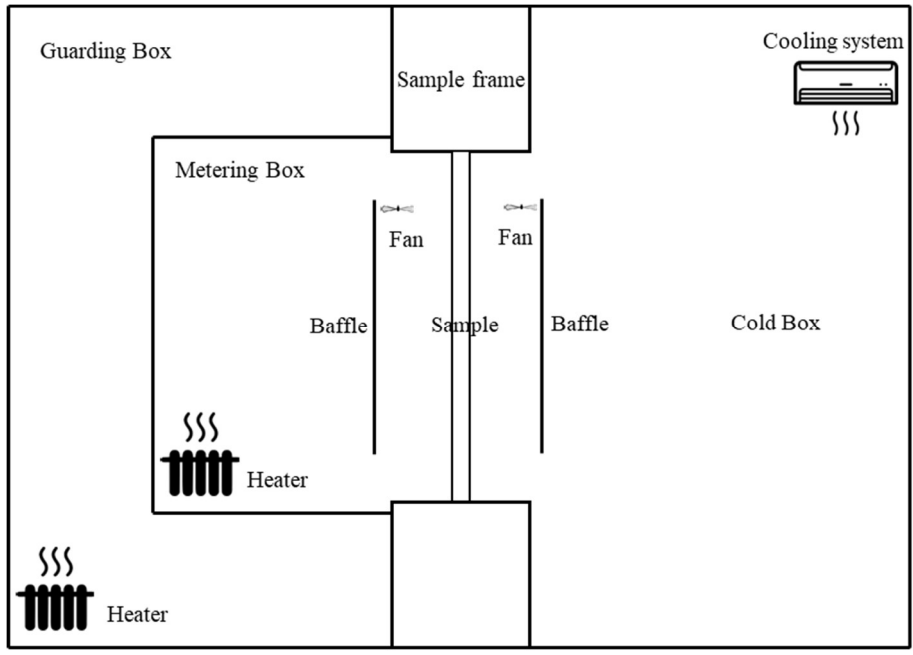 Guarding Box
Cooling system
Sample frame
Metering Box
Fan
Fan
Baffle
Sample
Baffle
Cold Box
Heater
Heater